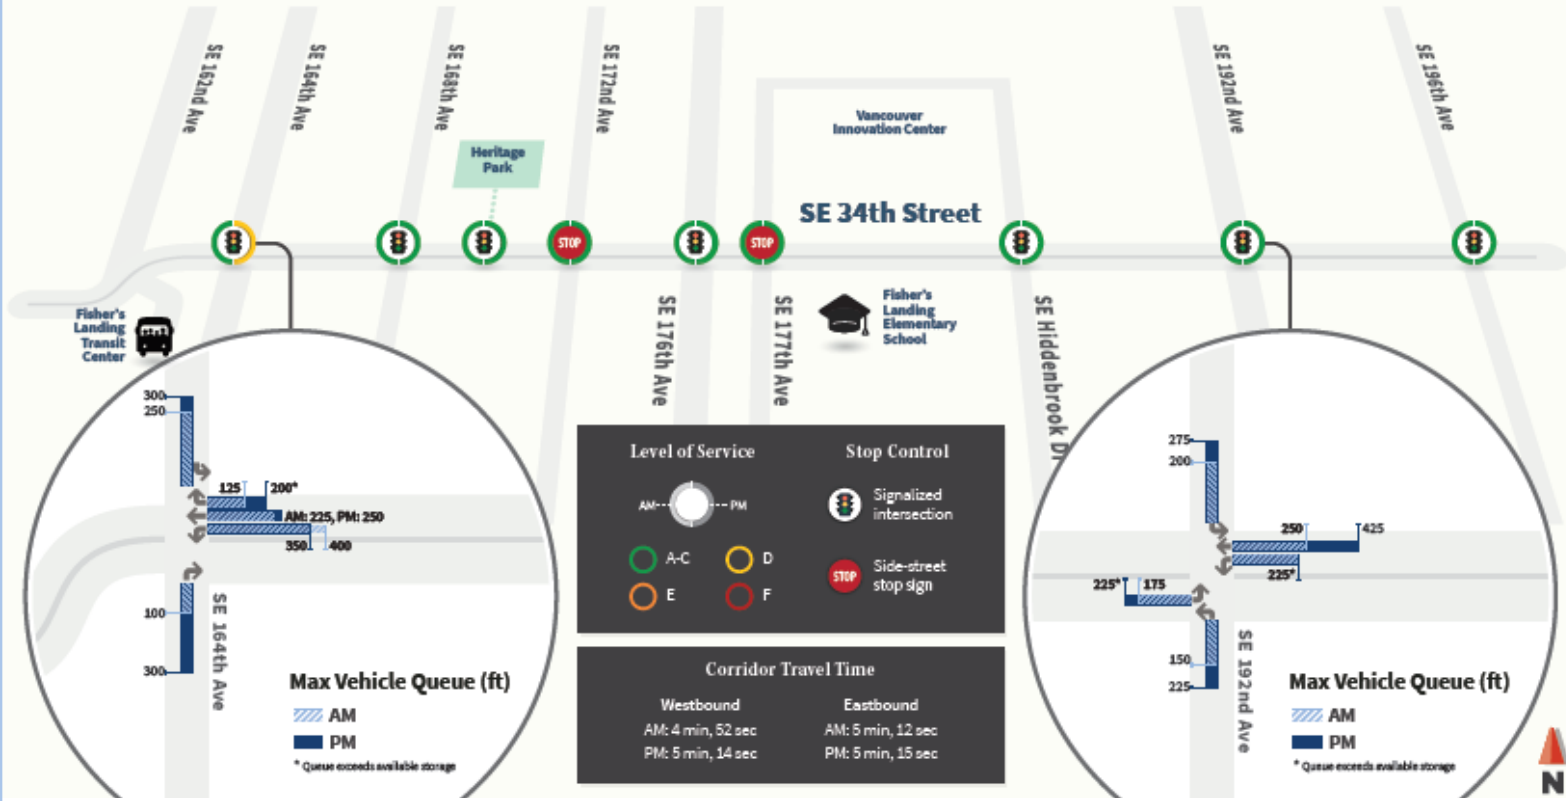 SE 162nd Ave
SE 164th Ave
SE 168th Ave
SE 172nd Ave
SE 192nd Ave
SE 196th Ave
Vancouver
Innovation Center
Heritage
Park
SE 34th Street
STOP
STOP
Fisher's
Landing
Transit
Center
SE 176th Ave
SE 177th Ave
Fisher's
Landing
Elementary
School
SE Hiddenbrook Dr
300
250
125
200*
AM: 225, PM: 250
350
400
100
300
SE 164th Ave
Max Vehicle Queue (ft)
AM
PM
* Queue exceeds available storage
Level of Service
AM
PM
A-C
D
E
F
Stop Control
Signalized
intersection
STOP
Side-street
stop sign
Corridor Travel Time
Westbound
AM: 4 min, 52 sec
PM: 5 min, 14 sec
Eastbound
AM: 5 min, 12 sec
PM: 5 min, 15 sec
275
200
250
425
225*
225*
175
150
225
SE 192nd Ave
Max Vehicle Queue (ft)
AM
PM
* Queue exceeds available storage
N